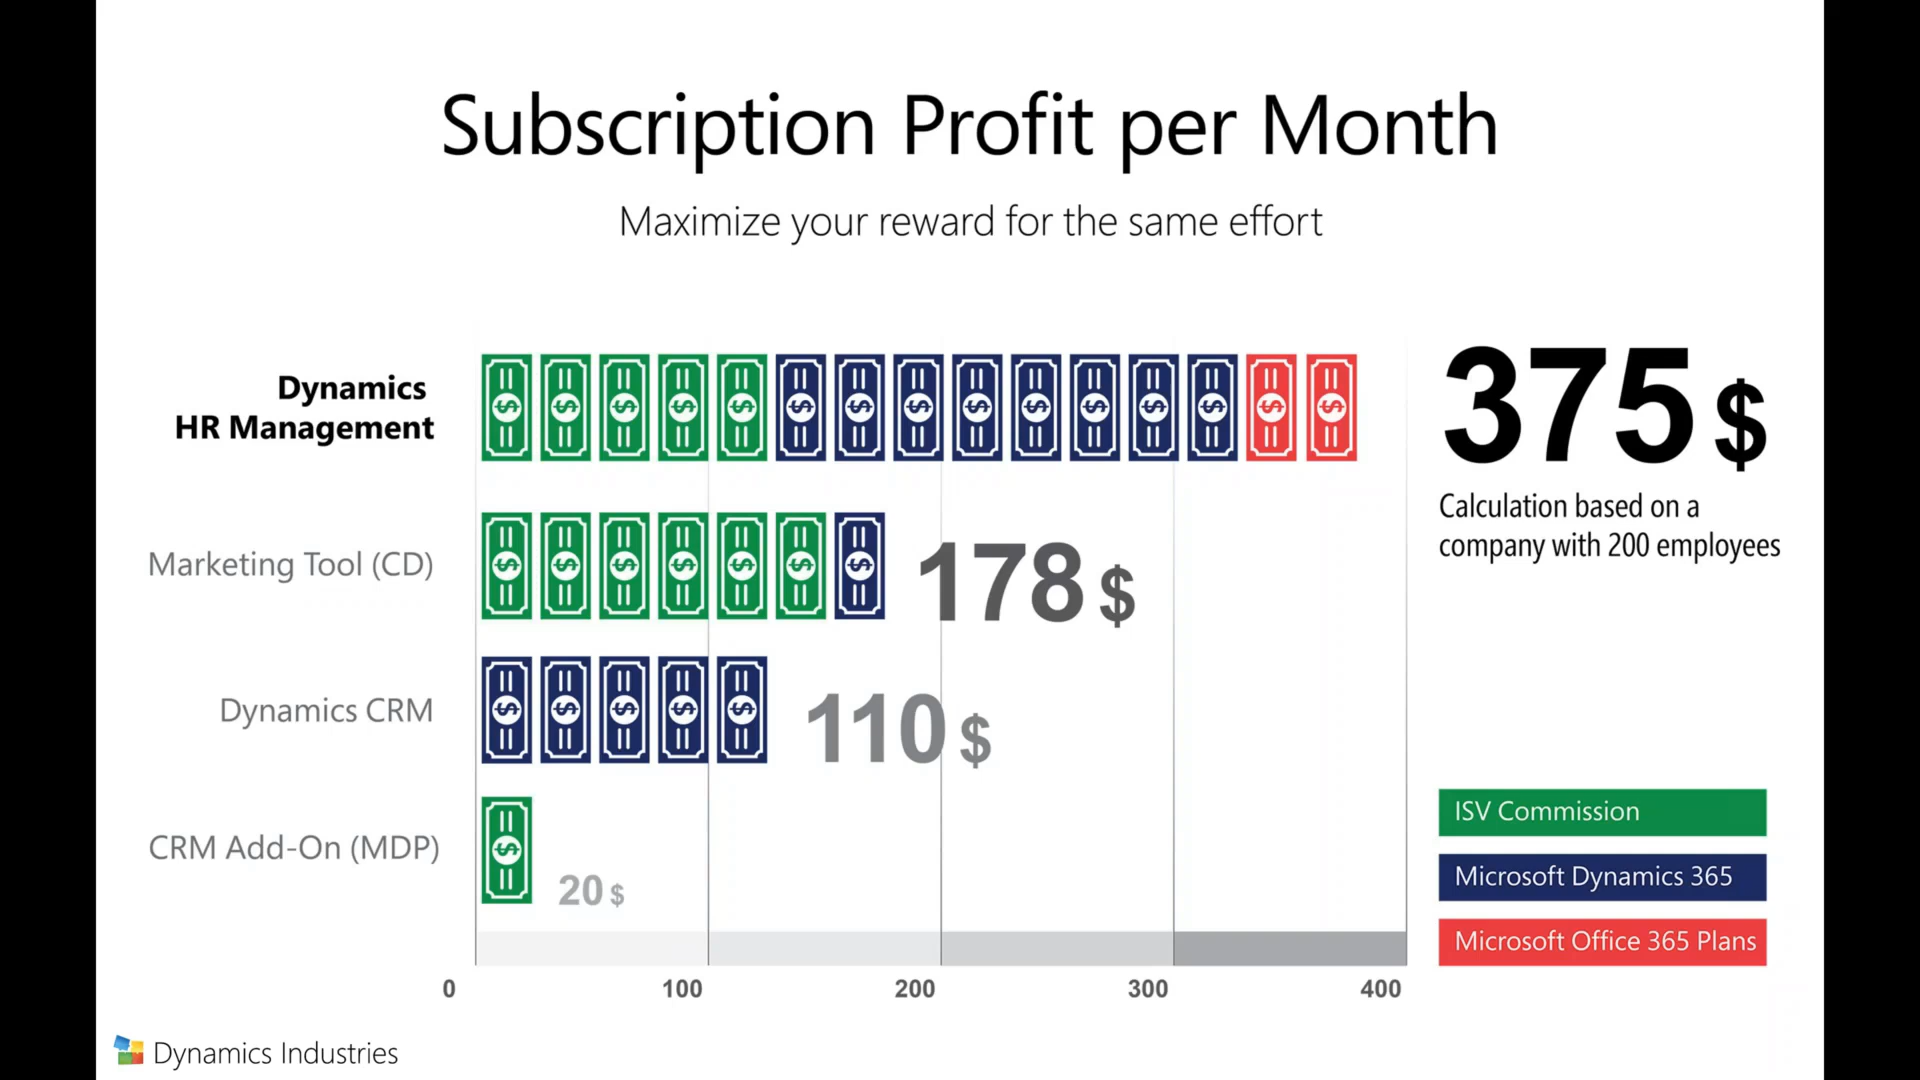 Subscription Profit per Month
Maximize your reward for the same effort
Dynamics
HR Management
375 $
Calculation based on a
company with 200 employees
Marketing Tool (CD)
178 $
Dynamics CRM
110 $
CRM Add-On (MDP)
20 $
ISV Commission
Microsoft Dynamics 365
Microsoft Office 365 Plans
0 100 200 300 400
Dynamics Industries